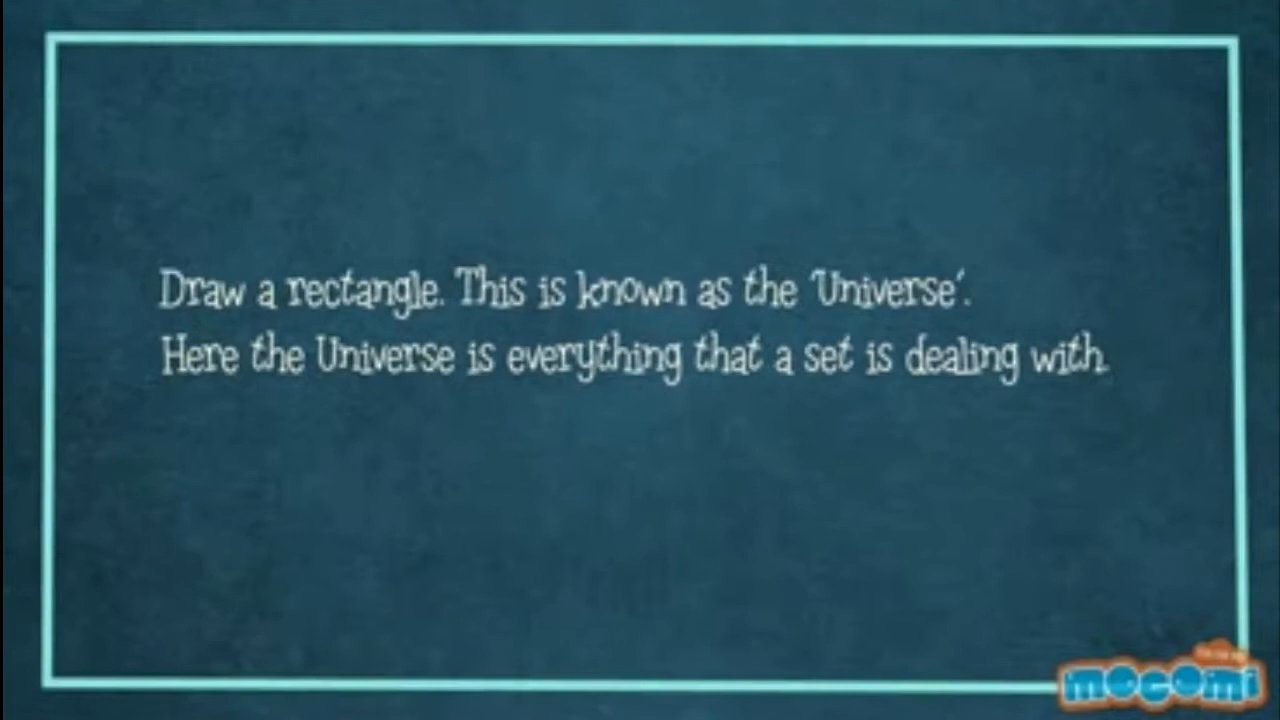 Draw a rectangle. This is known as the ‘Universe’.
Here the Universe is everything that a set is dealing with.
mocomi